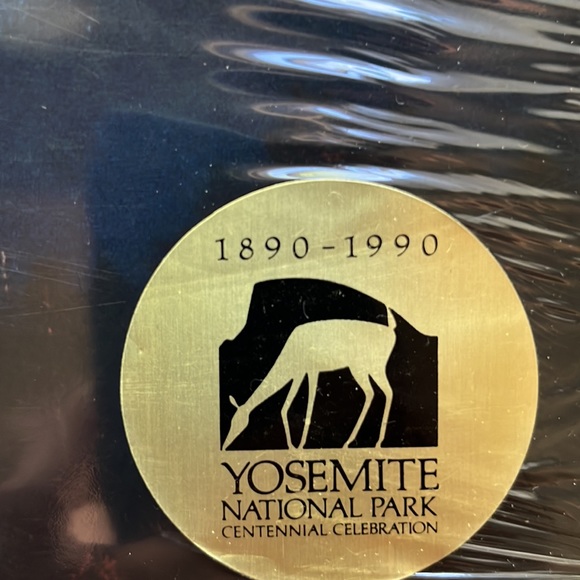 1890-1990
YOSEMITE
NATIONAL PARK
CENTENNIAL CELEBRATION